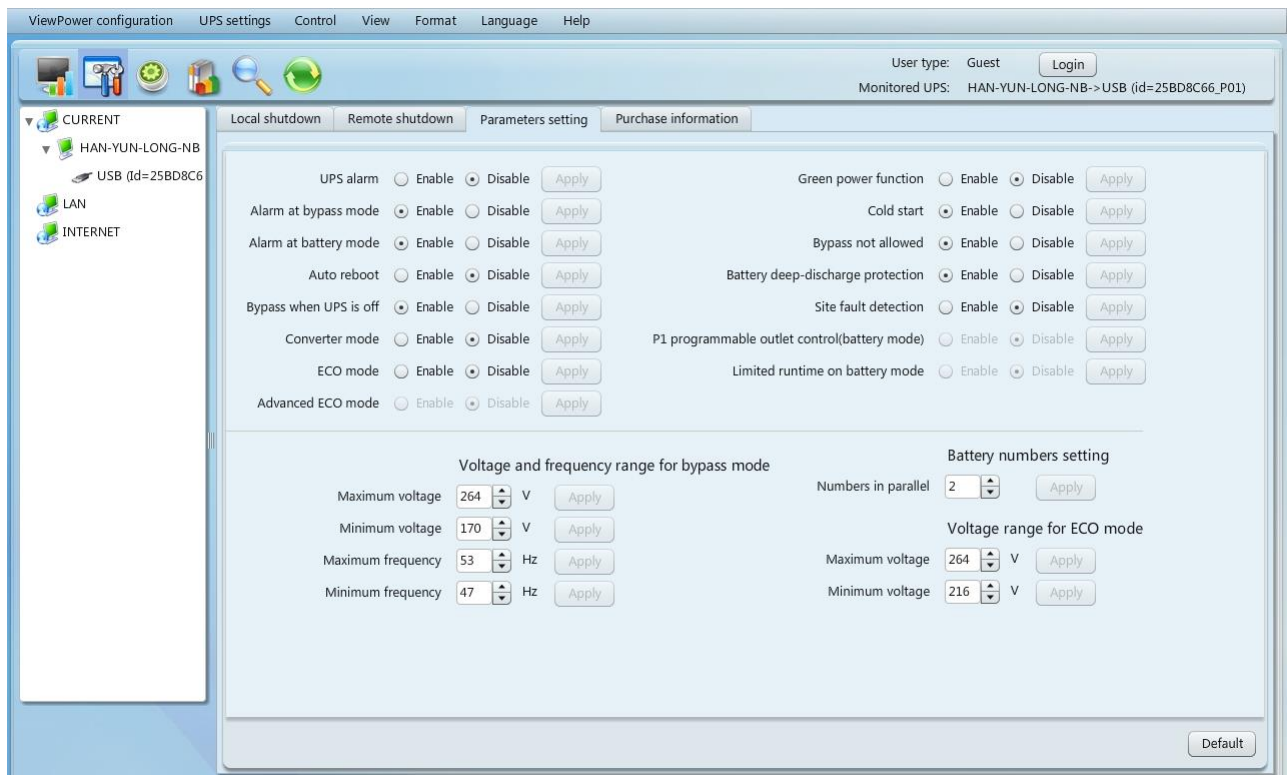 ViewPower configuration UPS settings Control View Format Language Help
User type: Guest Login
Monitored UPS: HAN-YUN-LONG-NB->USB (id=25BD8C66_P01)
CURRENT
HAN-YUN-LONG-NB
USB (Id=25BD8C6
LAN
INTERNET
Local shutdown Remote shutdown Parameters setting Purchase information
UPS alarm Enable Disable Apply Green power function Enable Disable Apply
Alarm at bypass mode Enable Disable Apply Cold start Enable Disable Apply
Alarm at battery mode Enable Disable Apply Bypass not allowed Enable Disable Apply
Auto reboot Enable Disable Apply Battery deep-discharge protection Enable Disable Apply
Bypass when UPS is off Enable Disable Apply Site fault detection Enable Disable Apply
Converter mode Enable Disable Apply P1 programmable outlet control(battery mode) Enable Disable Apply
ECO mode Enable Disable Apply Limited runtime on battery mode Enable Disable Apply
Advanced ECO mode Enable Disable Apply
Voltage and frequency range for bypass mode
Maximum voltage 264 V Apply
Minimum voltage 170 V Apply
Maximum frequency 53 Hz Apply
Minimum frequency 47 Hz Apply
Battery numbers setting
Numbers in parallel 2 Apply
Voltage range for ECO mode
Maximum voltage 264 V Apply
Minimum voltage 216 V Apply
Default